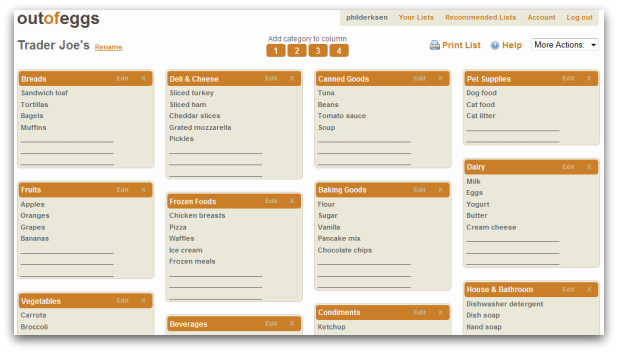 outofeggs
philderksen Your Lists Recommended Lists Account Log out
Trader Joe's Rename
Add category to column
1 2 3 4
Print List Help More Actions:
Breads Edit X
Sandwich loaf
Tortillas
Bagels
Muffins
Fruits Edit X
Apples
Oranges
Grapes
Bananas
Vegetables Edit X
Carrots
Broccoli
Deli & Cheese Edit X
Sliced turkey
Sliced ham
Cheddar slices
Grated mozzarella
Pickles
Frozen Foods Edit X
Chicken breasts
Pizza
Waffles
Ice cream
Frozen meals
Beverages Edit X
Canned Goods Edit X
Tuna
Beans
Tomato sauce
Soup
Baking Goods Edit X
Flour
Sugar
Vanilla
Pancake mix
Chocolate chips
Condiments Edit X
Ketchup
Pet Supplies Edit X
Dog food
Cat food
Cat litter
Dairy Edit X
Milk
Eggs
Yogurt
Butter
Cream cheese
House & Bathroom Edit X
Dishwasher detergent
Dish soap
Hand soap